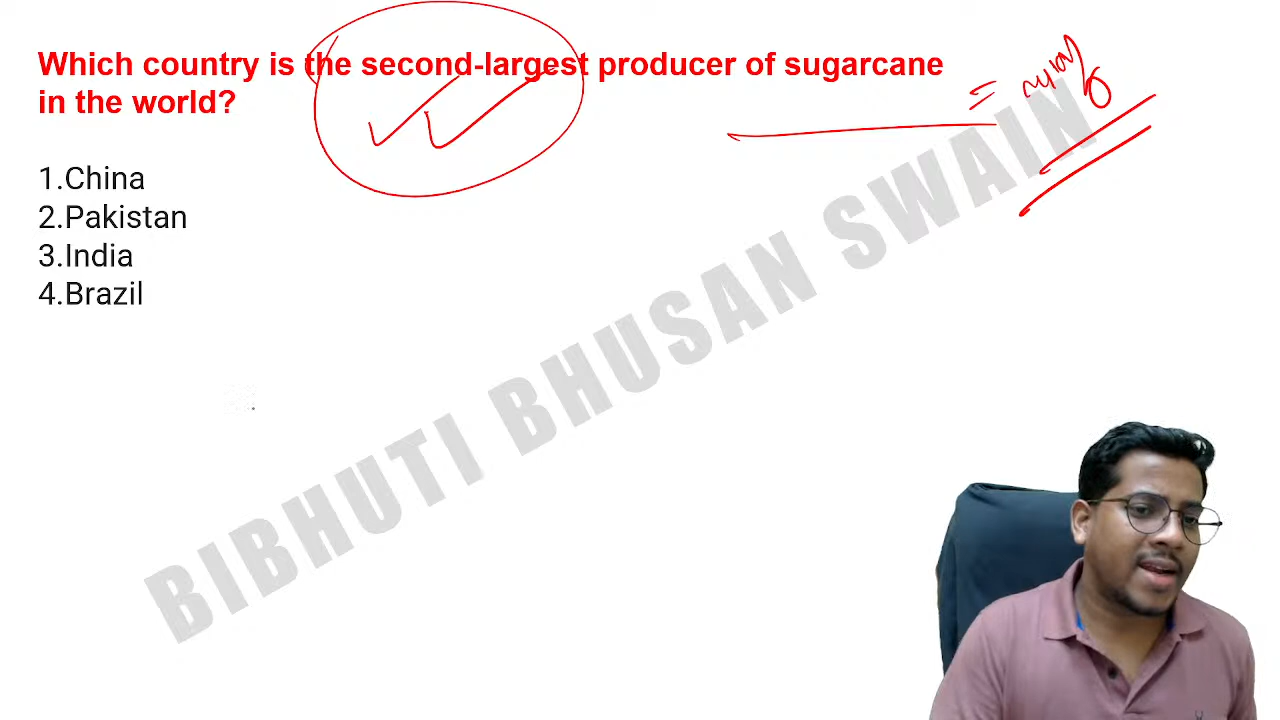 Which country is the second-largest producer of sugarcane
in the world?
1.China
2.Pakistan
3.India
4.Brazil
BIBHUTI BHUSAN SWAIN